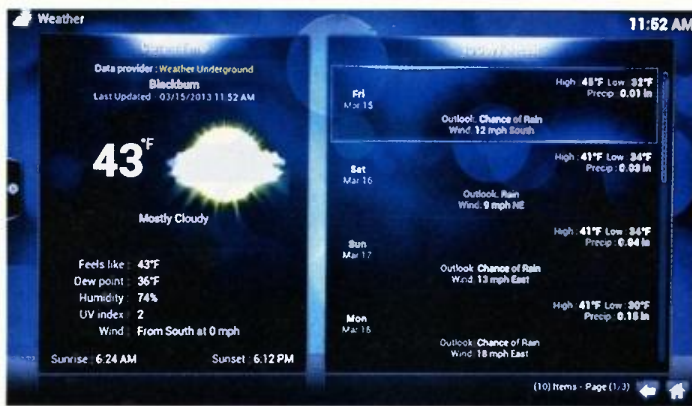 Weather
11:52 AM
Data provider : Weather Underground
Blackburn
Last Updated - 03/15/2013 11:52 AM
43°F
Mostly Cloudy
Feels like : 43°F
Dew point : 36°F
Humidity : 74%
UV index : 2
Wind : From South at 0 mph
Sunrise : 6:24 AM
Sunset : 6:12 PM
Fri
Mar 15
High : 45°F Low : 32°F
Precip : 0.01 in
Outlook: Chance of Rain
Wind: 12 mph South
Sat
Mar 16
High : 41°F Low : 34°F
Precip : 0.03 in
Outlook: Rain
Wind: 9 mph NE
Sun
Mar 17
High : 41°F Low : 34°F
Precip : 0.04 in
Outlook: Chance of Rain
Wind: 13 mph East
Mon
Mar 18
High : 41°F Low : 30°F
Precip : 0.15 in
Outlook: Chance of Rain
Wind: 18 mph East
(10) Items - Page (1/3)